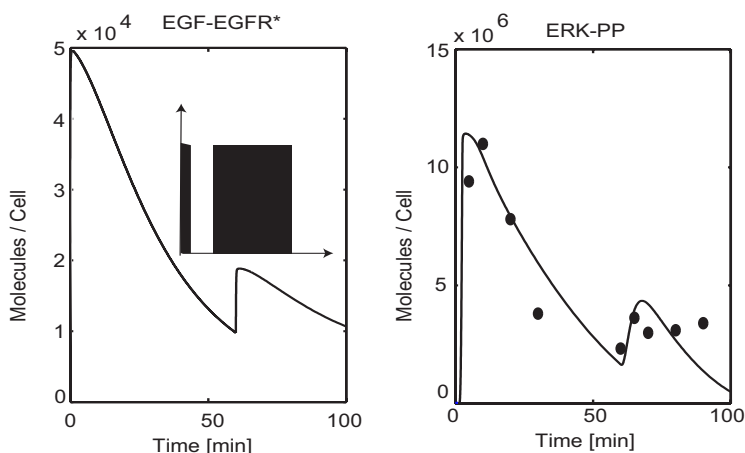 x 10 4
EGF-EGFR*
5
4
3
2
1
0
0
50
100
Time [min]
Molecules / Cell
x 10 6
ERK-PP
15
10
5
0
0
50
100
Time [min]
Molecules / Cell